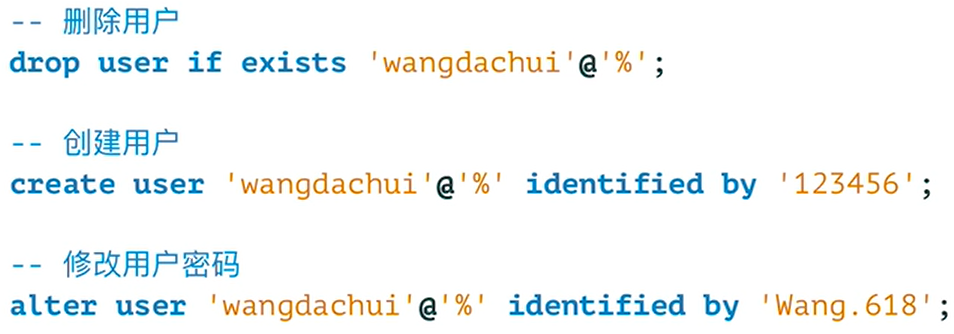 -- 删除用户
drop user if exists 'wangdachui'@'%';
-- 创建用户
create user 'wangdachui'@'%' identified by '123456';
-- 修改用户密码
alter user 'wangdachui'@'%' identified by 'Wang.618';